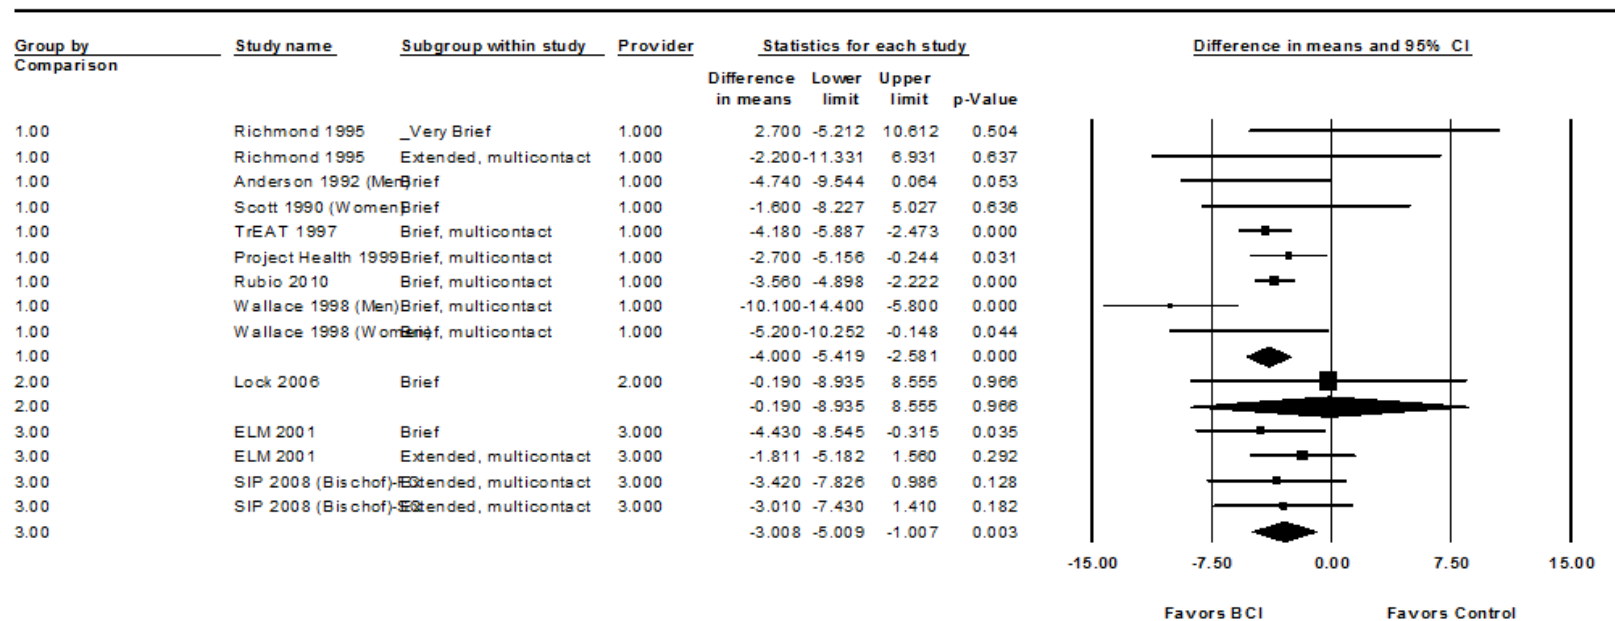 Group by Study name Subgroup within study Provider Statistics for each study Difference in means and 95% CI
Comparison
Difference Lower Upper
in means limit limit p-Value
1.00 Richmond 1995 _Very Brief 1.000 2.700 -5.212 10.612 0.504
1.00 Richmond 1995 Extended, multicontact 1.000 -2.200 -11.331 6.931 0.637
1.00 Anderson 1992 (Men) Brief 1.000 -4.740 -9.544 0.064 0.053
1.00 Scott 1990 (Women) Brief 1.000 -1.600 -8.227 5.027 0.636
1.00 TrEAT 1997 Brief, multicontact 1.000 -4.180 -5.887 -2.473 0.000
1.00 Project Health 1999 Brief, multicontact 1.000 -2.700 -5.156 -0.244 0.031
1.00 Rubio 2010 Brief, multicontact 1.000 -3.560 -4.898 -2.222 0.000
1.00 Wallace 1998 (Men) Brief, multicontact 1.000 -10.100 -14.400 -5.800 0.000
1.00 Wallace 1998 (Women) Brief, multicontact 1.000 -5.200 -10.252 -0.148 0.044
1.00 -4.000 -5.419 -2.581 0.000
2.00 Lock 2006 Brief 2.000 -0.190 -8.935 8.555 0.966
2.00 -0.190 -8.935 8.555 0.966
3.00 ELM 2001 Brief 3.000 -4.430 -8.545 -0.315 0.035
3.00 ELM 2001 Extended, multicontact 3.000 -1.811 -5.182 1.560 0.292
3.00 SIP 2008 (Bischof)- Extended, multicontact 3.000 -3.420 -7.826 0.986 0.128
3.00 SIP 2008 (Bischof)- Extended, multicontact 3.000 -3.010 -7.430 1.410 0.182
3.00 -3.008 -5.009 -1.007 0.003
-15.00 -7.50 0.00 7.50 15.00
Favors BCI Favors Control